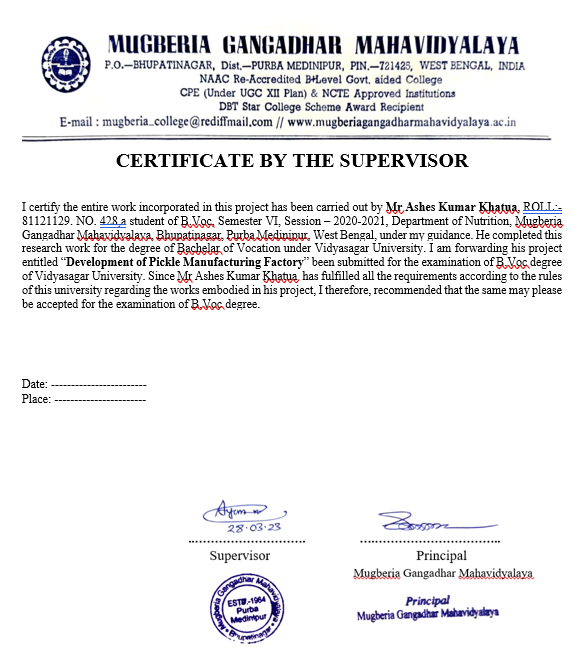 MUGBERIA GANGADHAR MAHAVIDYALAYA
P.O.—BHUPATINAGAR, Dist.—PURBA MEDINIPUR, PIN.—721425, WEST BENGAL, INDIA
NAAC Re-Accredited B+Level Govt. aided College
CPE (Under UGC XII Plan) & NCTE Approved Institutions
DBT Star College Scheme Award Recipient
E-mail : mugberia_college@rediffmail.com // www.mugberiagangadharmahavidyalaya.ac.in
CERTIFICATE BY THE SUPERVISOR
I certify the entire work incorporated in this project has been carried out by Mr Ashes Kumar Khatua, ROLL:-
81121129. NO. 428,a student of B.Voc, Semester VI, Session – 2020-2021, Department of Nutrition, Mugberia
Gangadhar Mahavidyalaya, Bhupatinagar, Purba Medinipur, West Bengal, under my guidance. He completed this
research work for the degree of Bachelar of Vocation under Vidyasagar University. I am forwarding his project
entitled “Development of Pickle Manufacturing Factory” been submitted for the examination of B.Voc degree
of Vidyasagar University. Since Mr Ashes Kumar Khatua, has fulfilled all the requirements according to the rules
of this university regarding the works embodied in his project, I therefore, recommended that the same may please
be accepted for the examination of B.Voc degree.
Date: ------------------------
Place: -----------------------
28.03.23
Supervisor
Principal
Mugberia Gangadhar Mahavidyalaya
Mugberia Gangadhar Mahavidyalaya
ESTD.-1964
Purba
Medinipur
Bhupatinagar
Principal
Mugberia Gangadhar Mahavidyalaya